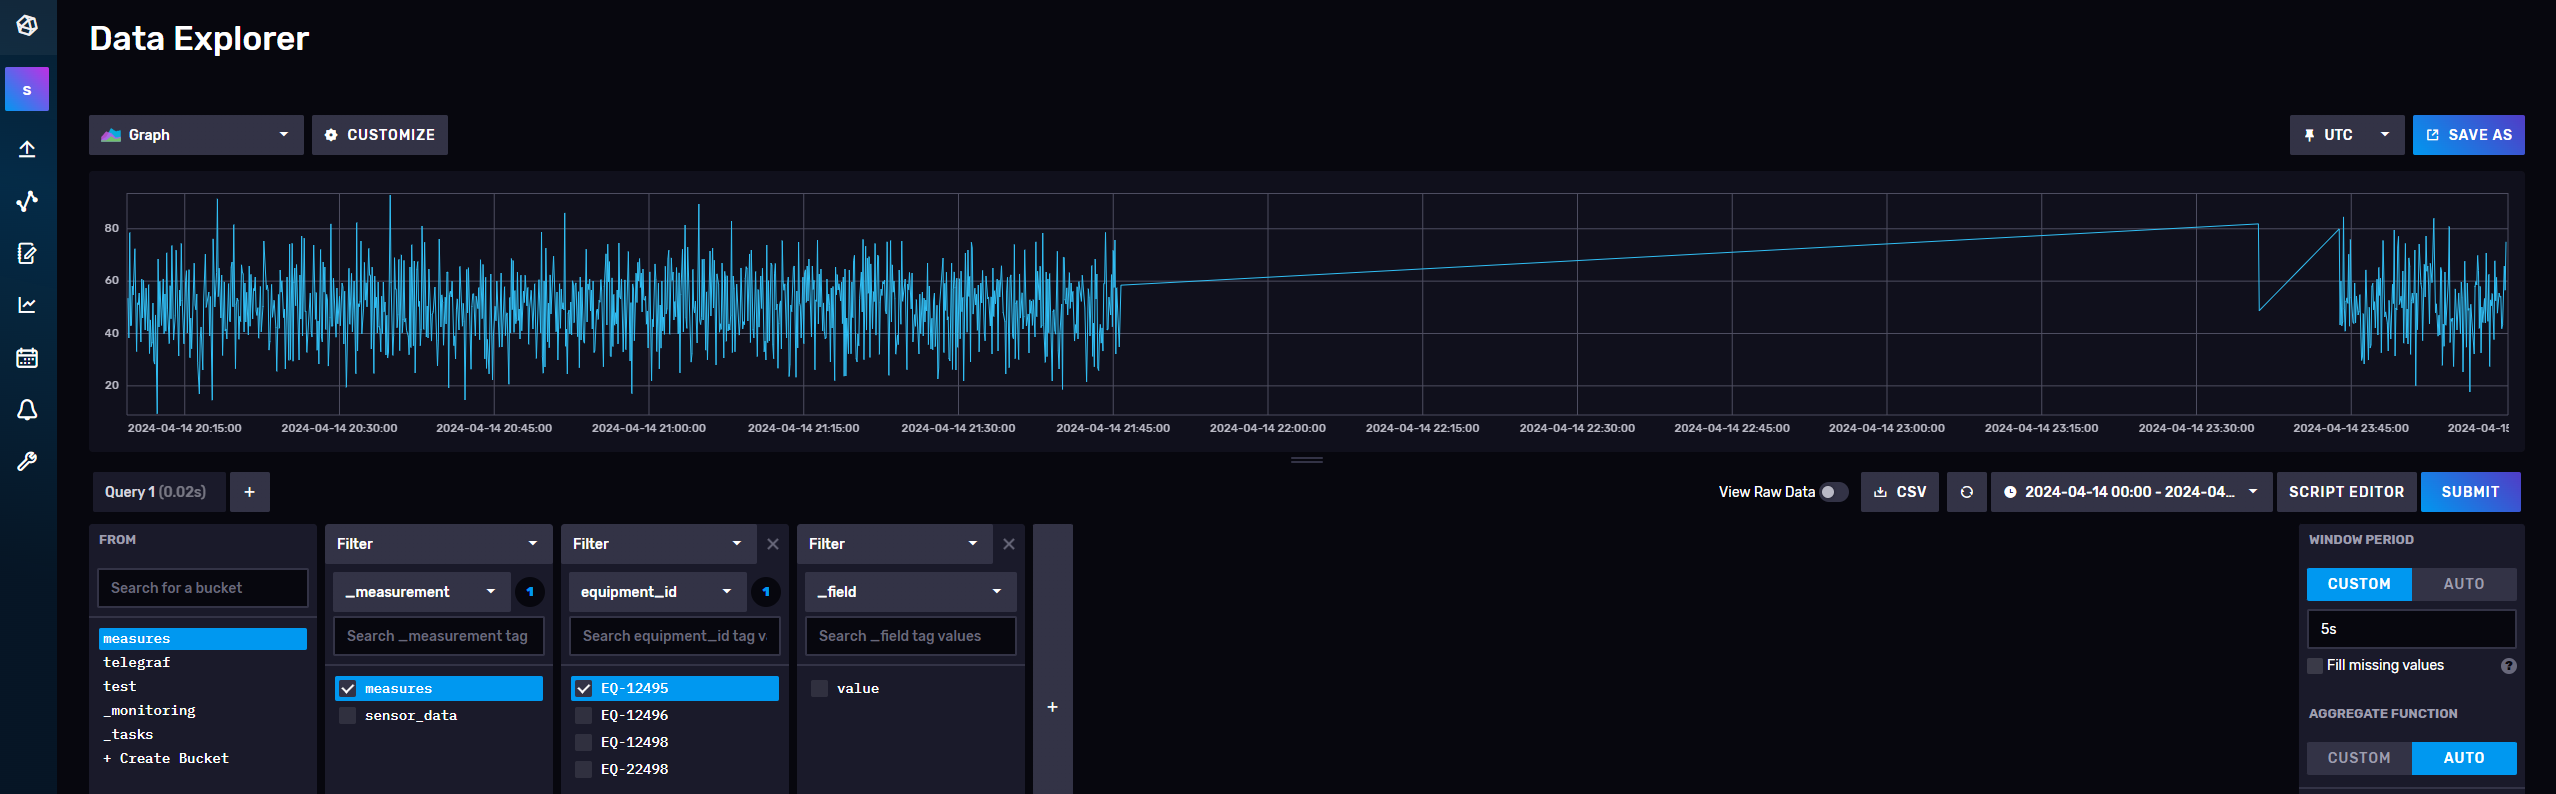 Data Explorer
s
Graph
CUSTOMIZE
UTC
SAVE AS
80
60
40
20
2024-04-14 20:15:00
2024-04-14 20:30:00
2024-04-14 20:45:00
2024-04-14 21:00:00
2024-04-14 21:15:00
2024-04-14 21:30:00
2024-04-14 21:45:00
2024-04-14 22:00:00
2024-04-14 22:15:00
2024-04-14 22:30:00
2024-04-14 22:45:00
2024-04-14 23:00:00
2024-04-14 23:15:00
2024-04-14 23:30:00
2024-04-14 23:45:00
2024-04-15
Query 1 (0.02s)
+
View Raw Data
CSV
2024-04-14 00:00 - 2024-04...
SCRIPT EDITOR
SUBMIT
FROM
Search for a bucket
measures
telegraf
test
_monitoring
_tasks
+ Create Bucket
Filter
_measurement
1
Search _measurement tag
measures
sensor_data
Filter
equipment_id
1
Search equipment_id tag v
EQ-12495
EQ-12496
EQ-12498
EQ-22498
Filter
_field
Search _field tag values
value
+
WINDOW PERIOD
CUSTOM
AUTO
5s
Fill missing values
?
AGGREGATE FUNCTION
CUSTOM
AUTO